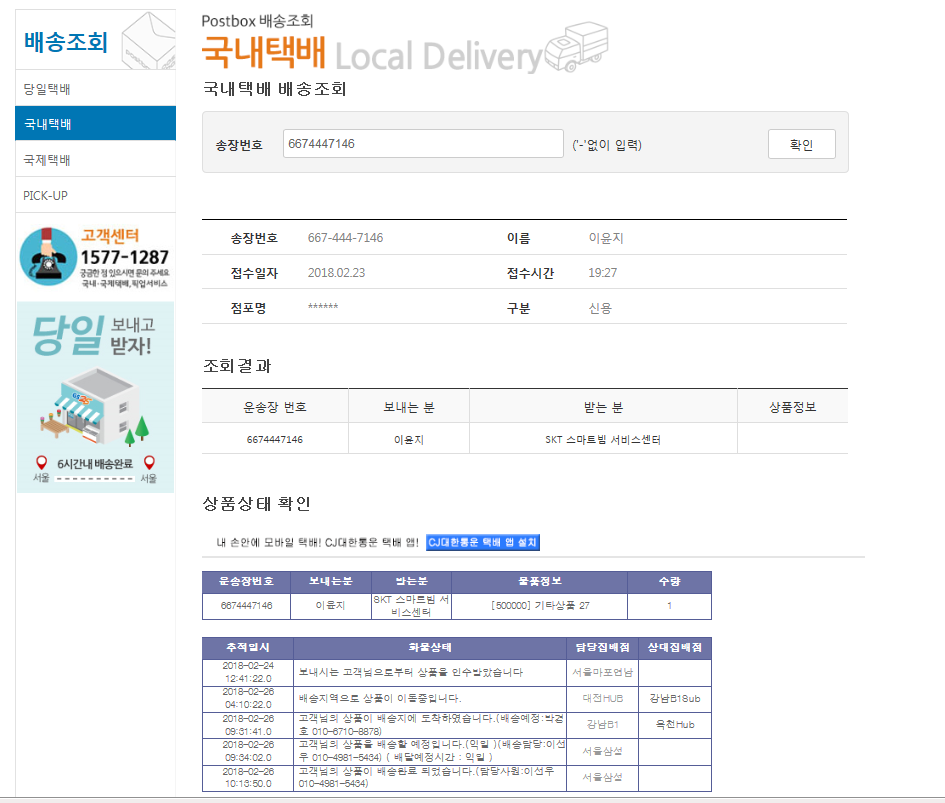 배송조회
당일택배
국내택배
국제택배
PICK-UP
고객센터
1577-1287
궁금한 점 있으시면 문의 주세요
국내·국제택배, 픽업서비스
당일 보내고
받자!
GS25
6시간내 배송완료
서울
서울
Postbox 배송조회
국내택배 Local Delivery
국내택배 배송조회
송장번호 6674447146 ('-'없이 입력) 확인
송장번호 667-444-7146 이름 이윤지
접수일자 2018.02.23 접수시간 19:27
점포명 ****** 구분 신용
조회결과
운송장 번호 보내는 분 받는 분 상품정보
6674447146 이윤지 SKT 스마트빔 서비스센터
상품상태 확인
내 손안에 모바일 택배! CJ대한통운 택배 앱! CJ대한통운 택배 앱 설치
운송장번호 보내는분 받는분 물품정보 수량
6674447146 이윤지 SKT 스마트빔 서비스센터 [500000] 기타상품 27 1
추적일시 화물상태 담당집배점 상대집배점
2018-02-24
12:41:22.0 보내시는 고객님으로부터 상품을 인수받았습니다 서울마포연남
2018-02-26
04:10:22.0 배송지역으로 상품이 이동중입니다. 대전HUB 강남B1Sub
2018-02-26
09:31:41.0 고객님의 상품이 배송지에 도착하였습니다.(배송예정:박경
호 010-6710-8878) 강남B1 옥천Hub
2018-02-26
09:34:02.0 고객님의 상품을 배송할 예정입니다.(익일 )(배송담당:이선
우 010-4981-5434) ( 배달예정시간 : 익일 ) 서울삼성
2018-02-26
10:18:50.0 고객님의 상품이 배송완료 되었습니다.(담당사원:이선우
010-4981-5434) 서울삼성